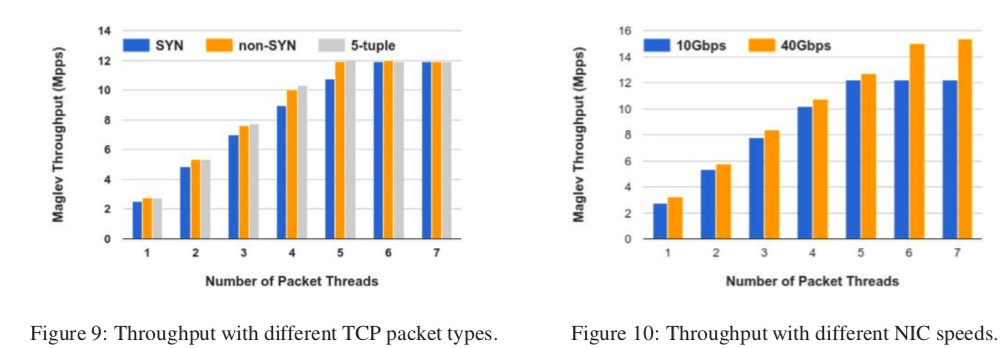 14
12
10
8
6
4
2
0
Maglev Throughput (Mpps)
SYN non-SYN 5-tuple
1 2 3 4 5 6 7
Number of Packet Threads
Figure 9: Throughput with different TCP packet types.
16
14
12
10
8
6
4
2
0
Maglev Throughput (Mpps)
10Gbps 40Gbps
1 2 3 4 5 6 7
Number of Packet Threads
Figure 10: Throughput with different NIC speeds.